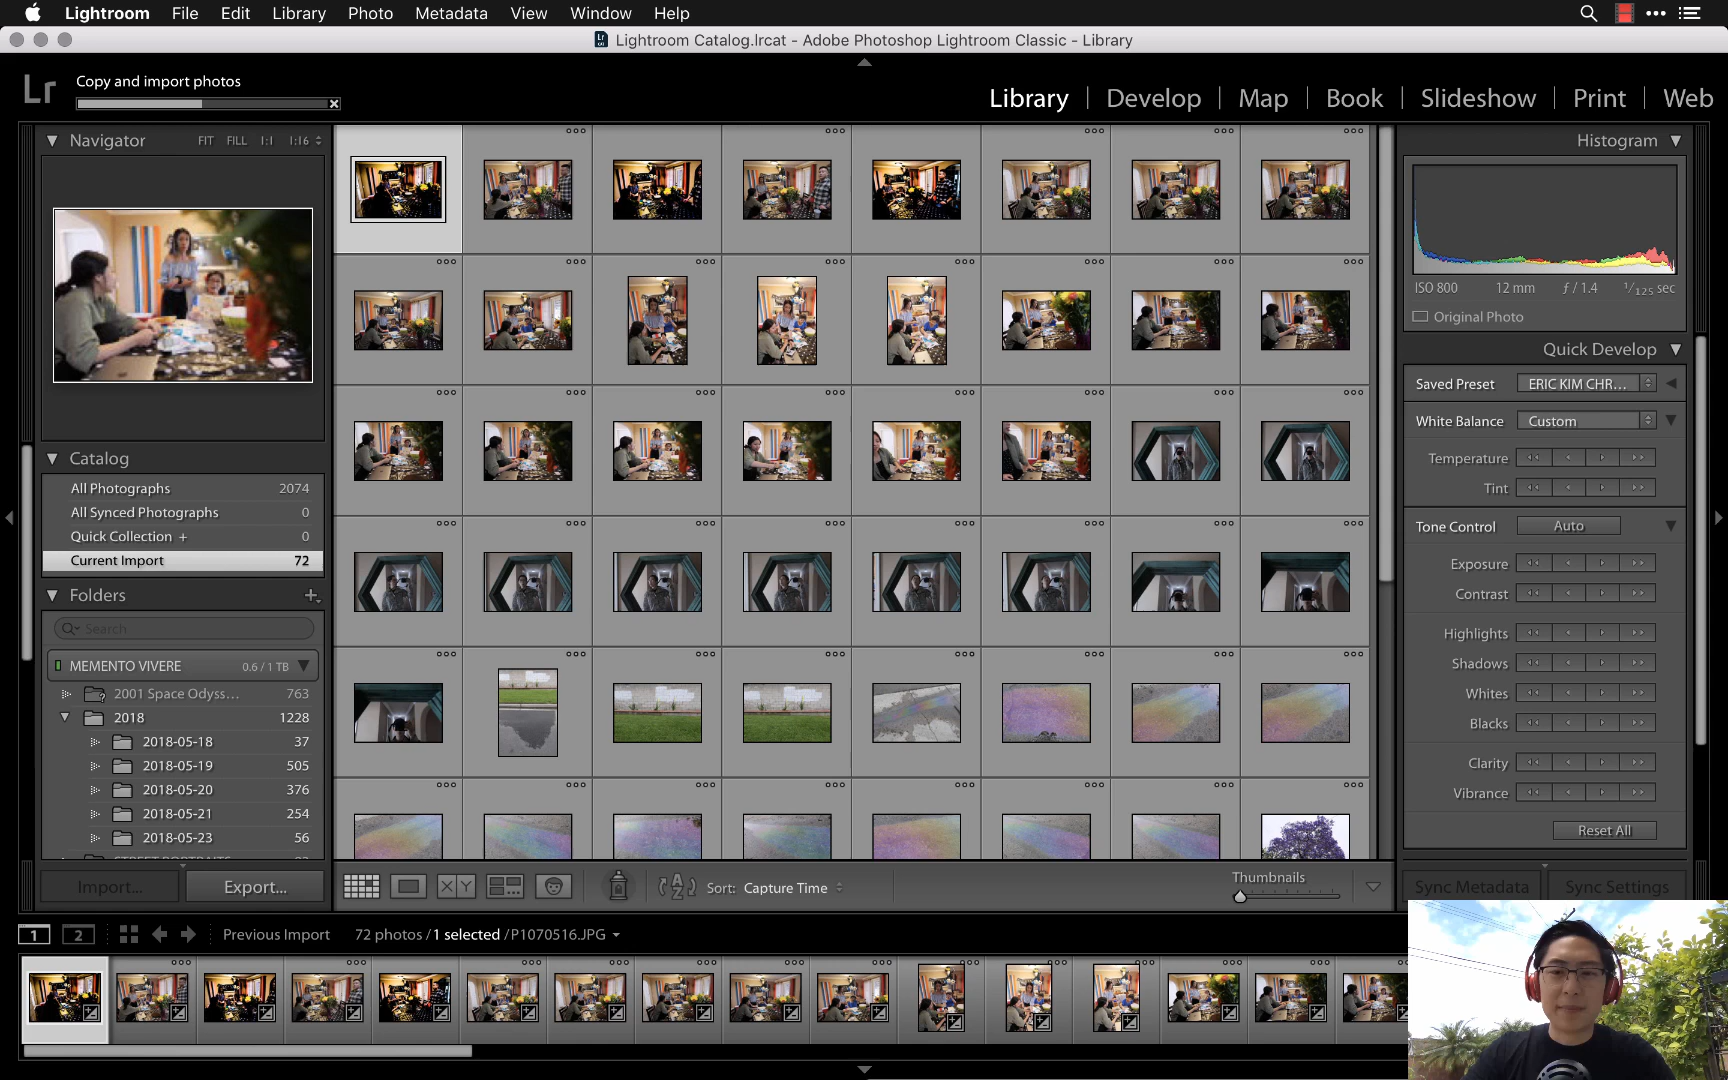 Lightroom File Edit Library Photo Metadata View Window Help
Lightroom Catalog.lrcat - Adobe Photoshop Lightroom Classic - Library
Lr
Copy and import photos
Library | Develop | Map | Book | Slideshow | Print | Web
Navigator FIT FILL 1:1 1:16
Catalog
All Photographs 2074
All Synced Photographs 0
Quick Collection + 0
Current Import 72
Folders
Search
MEMENTO VIVERE 0.6 / 1 TB
2001 Space Odyss... 763
2018 1228
2018-05-18 37
2018-05-19 505
2018-05-20 376
2018-05-21 254
2018-05-23 56
Import...
Export...
Sort: Capture Time
Thumbnails
Histogram
ISO 800 12 mm ƒ / 1.4 1/125 sec
Original Photo
Quick Develop
Saved Preset ERIC KIM CHR...
White Balance Custom
Temperature
Tint
Tone Control Auto
Exposure
Contrast
Highlights
Shadows
Whites
Blacks
Clarity
Vibrance
Reset All
Sync Metadata
Sync Settings
1 2 Previous Import 72 photos / 1 selected / P1070516.JPG